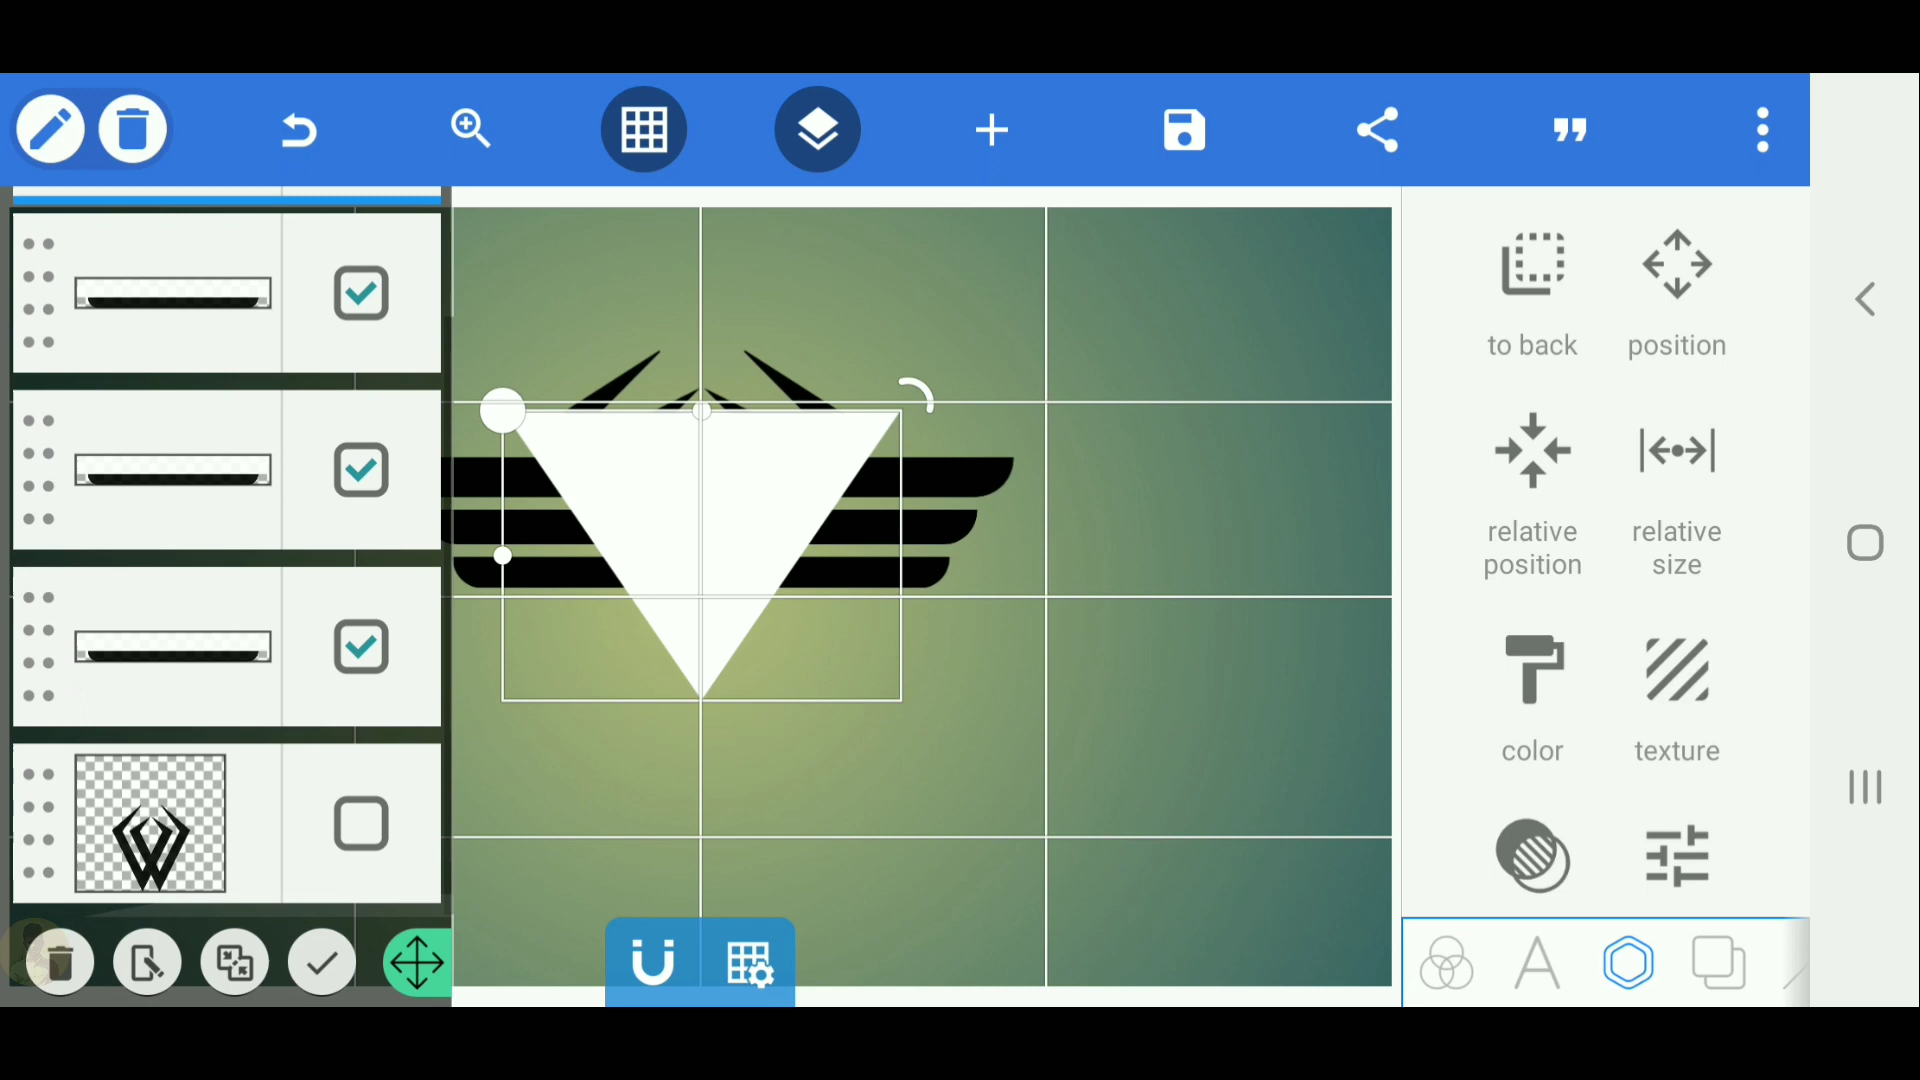 to back
position
relative
position
relative
size
color
texture